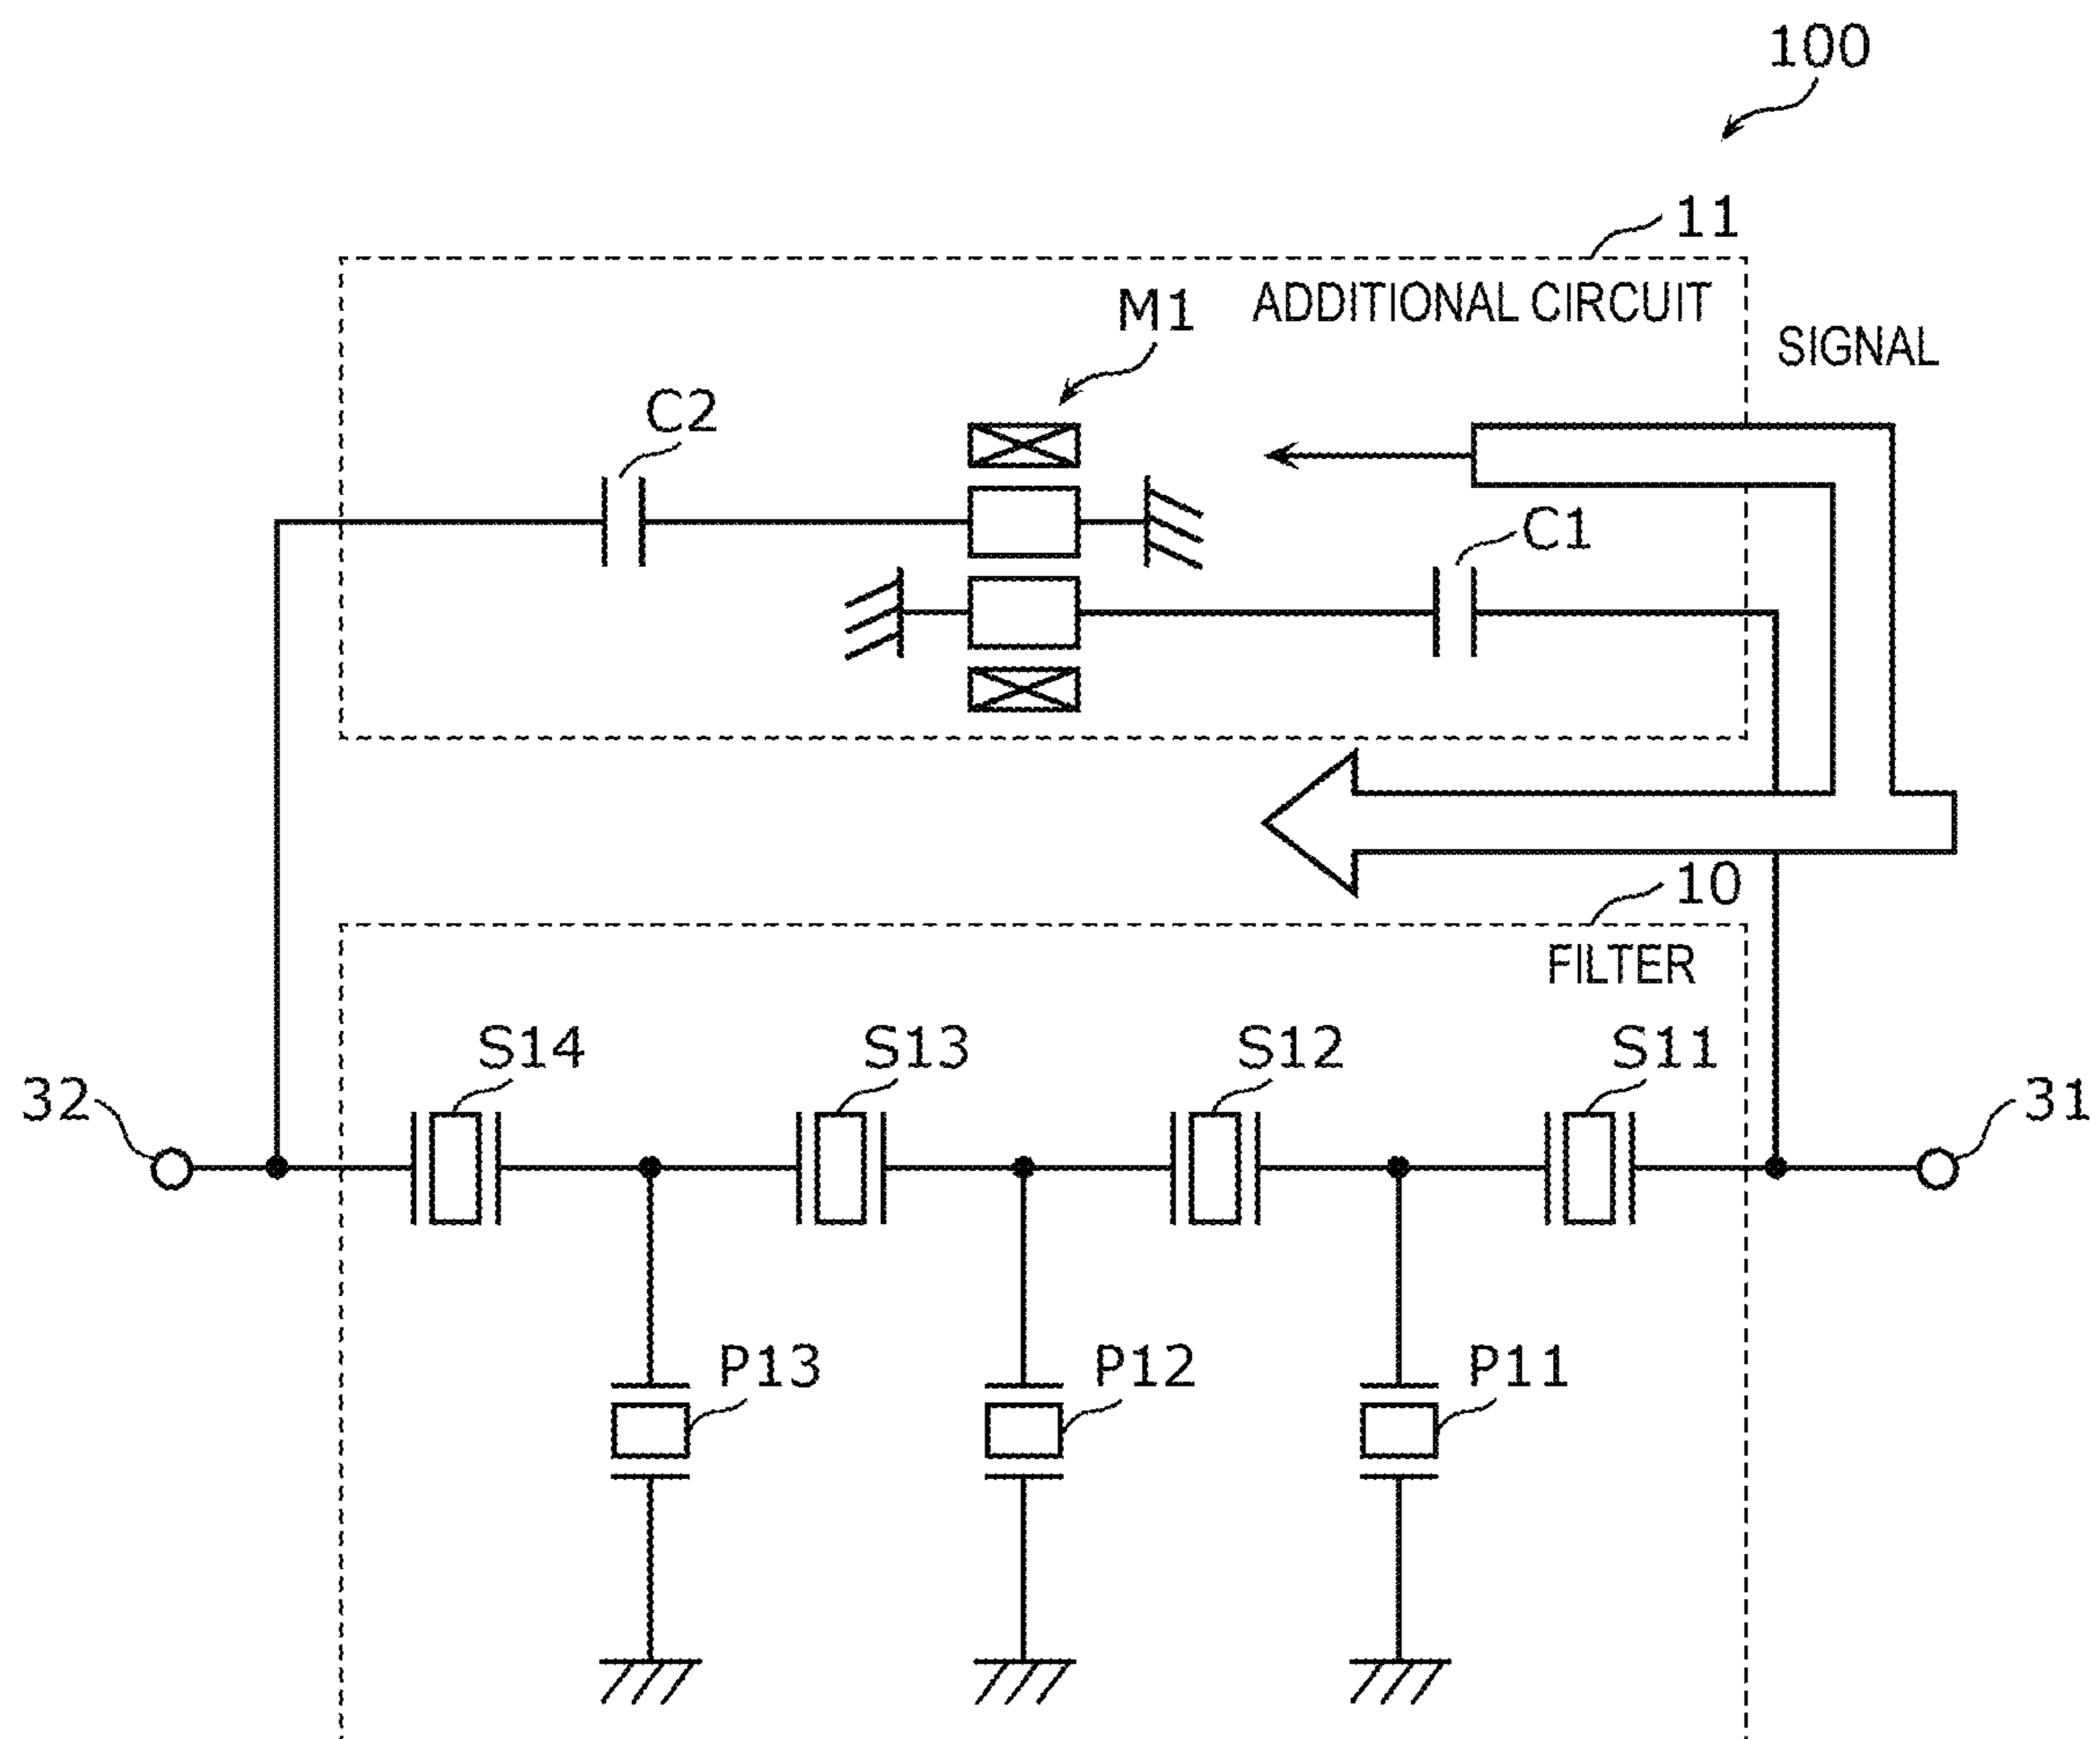 100
11
ADDITIONAL CIRCUIT
M1
SIGNAL
C2
C1
10
FILTER
S14
S13
S12
S11
32
31
P13
P12
P11